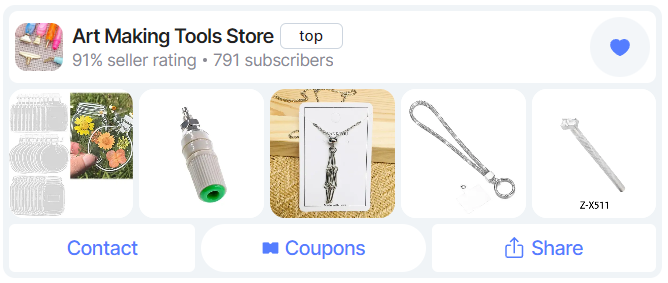 Art Making Tools Store top
91% seller rating • 791 subscribers
Z-X511
Contact
Coupons
Share